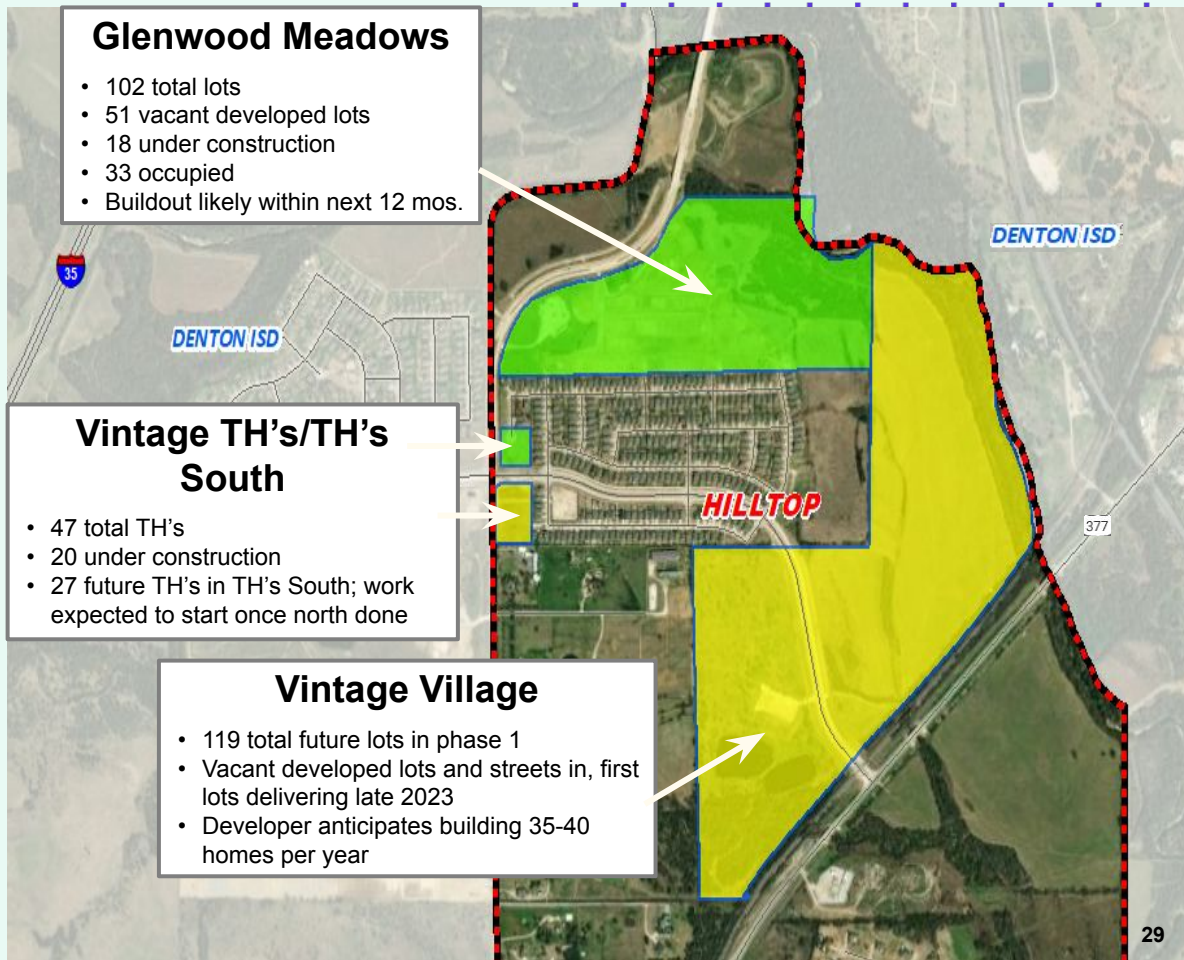 Glenwood Meadows
• 102 total lots
• 51 vacant developed lots
• 18 under construction
• 33 occupied
• Buildout likely within next 12 mos.
DENTON ISD
35
DENTON ISD
Vintage TH's/TH's
South
• 47 total TH's
• 20 under construction
• 27 future TH's in TH's South; work
expected to start once north done
HILLTOP
377
Vintage Village
• 119 total future lots in phase 1
• Vacant developed lots and streets in, first
lots delivering late 2023
• Developer anticipates building 35-40
homes per year
29